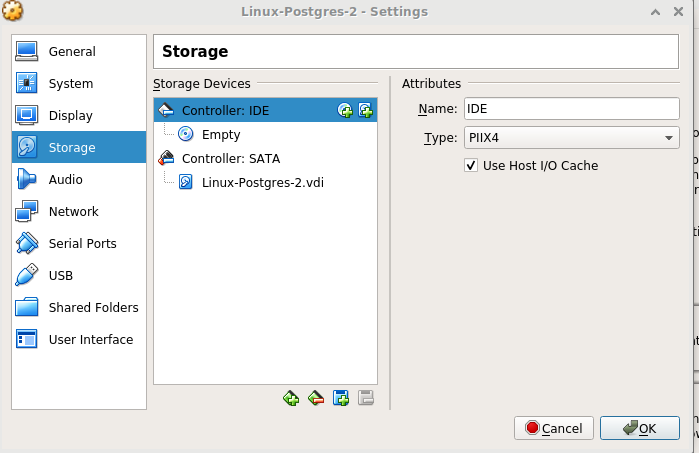 Linux-Postgres-2 - Settings
General
System
Display
Storage
Audio
Network
Serial Ports
USB
Shared Folders
User Interface
Storage
Storage Devices
Controller: IDE
Empty
Controller: SATA
Linux-Postgres-2.vdi
Attributes
Name: IDE
Type: PIIX4
Use Host I/O Cache
Cancel
OK